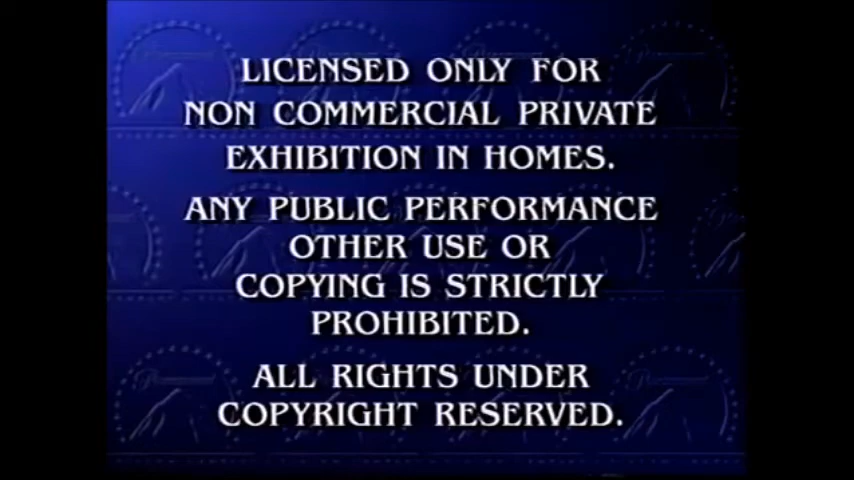 LICENSED ONLY FOR
NON COMMERCIAL PRIVATE
EXHIBITION IN HOMES.
ANY PUBLIC PERFORMANCE
OTHER USE OR
COPYING IS STRICTLY
PROHIBITED.
ALL RIGHTS UNDER
COPYRIGHT RESERVED.